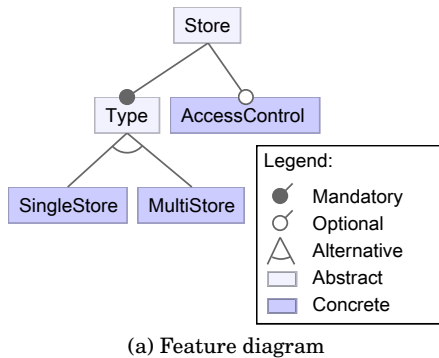 Store
Type
AccessControl
SingleStore
MultiStore
Legend:
Mandatory
Optional
Alternative
Abstract
Concrete
(a) Feature diagram